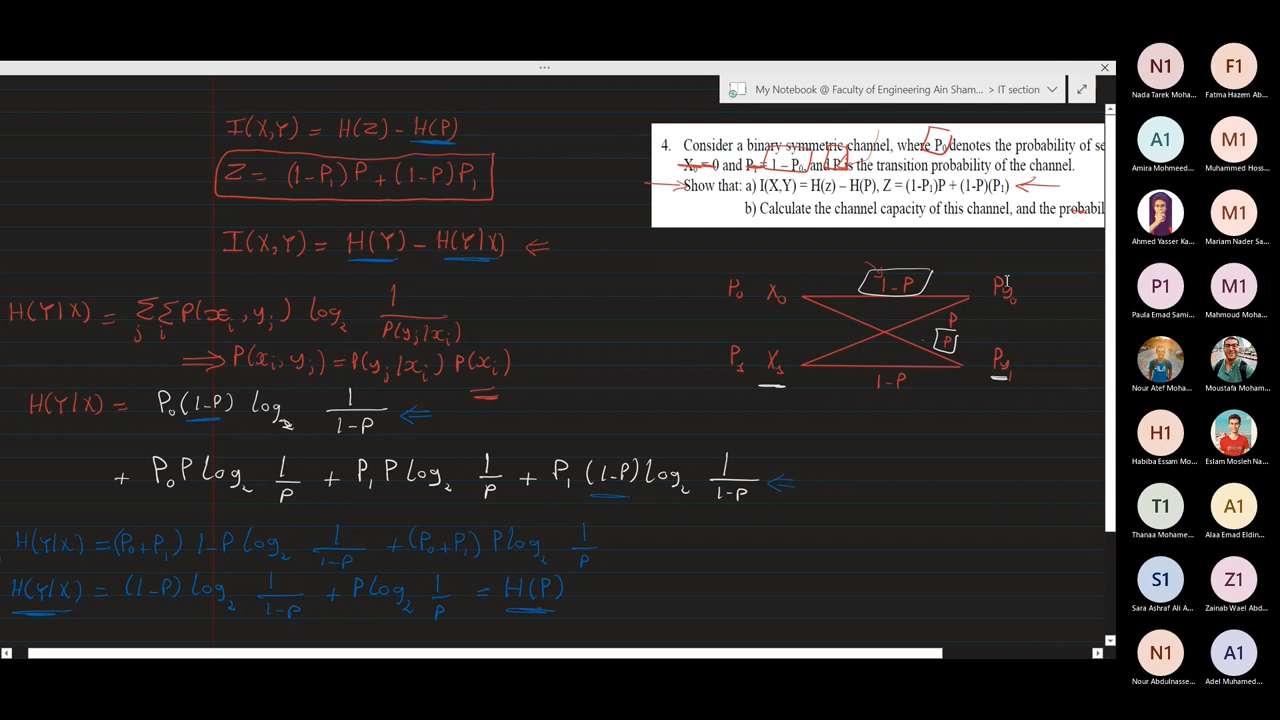 My Notebook @ Faculty of Engineering Ain Sham... > IT section
I(X,Y) = H(Z) - H(P)
Z = (1-P₁)P + (1-P)P₁
I(X,Y) = H(Y) - H(Y|X) ⇐
H(Y|X) = Σⱼ Σᵢ P(xᵢ,yⱼ) log₂ 1/P(yⱼ/xᵢ)
⇒ P(xᵢ,yⱼ) = P(yⱼ/xᵢ) P(xᵢ)
H(Y|X) = P₀(1-P) log₂ 1/(1-P) ⇐
+ P₀ P log₂ 1/P + P₁ P log₂ 1/P + P₁ (1-P) log₂ 1/(1-P) ⇐
H(Y|X) = (P₀+P₁) 1-P log₂ 1/(1-P) + (P₀+P₁) P log₂ 1/P
H(Y|X) = (1-P) log₂ 1/(1-P) + P log₂ 1/P = H(P)
4. Consider a binary symmetric channel, where P₀ denotes the probability of se
X₀ = 0 and P₁ = 1 – P₀, and P is the transition probability of the channel.
Show that: a) I(X,Y) = H(z) – H(P), Z = (1-P₁)P + (1-P)(P₁)
b) Calculate the channel capacity of this channel, and the probabil
P₀ X₀ 1-P Py₀
P
P
P₁ X₁ Py₁
1-P
N1 F1
Nada Tarek Moha... Fatma Hazem Ab...
A1 M1
Amira Mohmeed... Muhammed Hoss...
M1
Ahmed Yasser Ka... Mariam Nader Sa...
P1 M1
Paula Emad Sami... Mahmoud Moha...
Nour Atef Mohom... Moustafa Moham...
H1
Habiba Essam Mo... Eslam Mosleh Na...
T1 A1
Thanaa Mohame... Alaa Emad Eldin...
S1 Z1
Sara Ashraf Ali A... Zainab Wael Abd...
N1 A1
Nour Abdulnasse... Adel Muhamed...